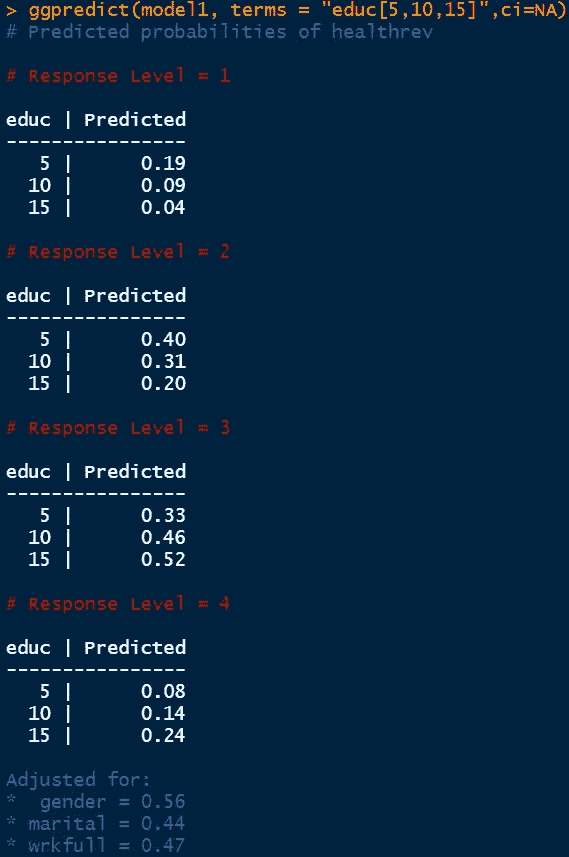 > ggpredict(model1, terms = "educ[5,10,15]",ci=NA)
# Predicted probabilities of healthrev
# Response Level = 1
educ | Predicted
----------------
5 | 0.19
10 | 0.09
15 | 0.04
# Response Level = 2
educ | Predicted
----------------
5 | 0.40
10 | 0.31
15 | 0.20
# Response Level = 3
educ | Predicted
----------------
5 | 0.33
10 | 0.46
15 | 0.52
# Response Level = 4
educ | Predicted
----------------
5 | 0.08
10 | 0.14
15 | 0.24
Adjusted for:
* gender = 0.56
* marital = 0.44
* wrkfull = 0.47